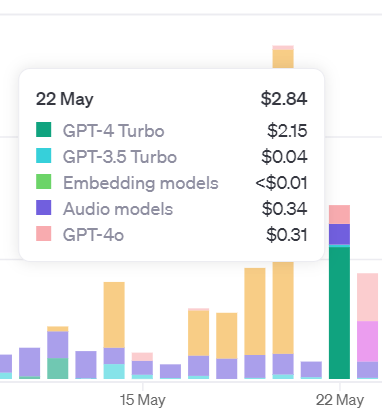 22 May $2.84
GPT-4 Turbo $2.15
GPT-3.5 Turbo $0.04
Embedding models <$0.01
Audio models $0.34
GPT-4o $0.31
15 May 22 May